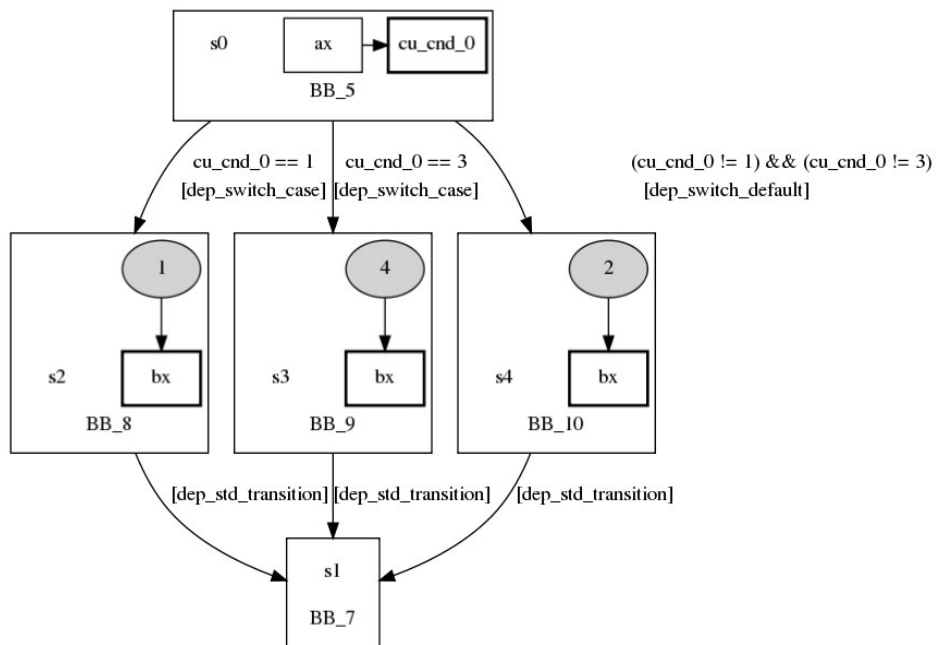 s0 ax cu_cnd_0
BB_5
cu_cnd_0 == 1 cu_cnd_0 == 3 (cu_cnd_0 != 1) && (cu_cnd_0 != 3)
[dep_switch_case] [dep_switch_case] [dep_switch_default]
1 4 2
s2 bx s3 bx s4 bx
BB_8 BB_9 BB_10
[dep_std_transition] [dep_std_transition] [dep_std_transition]
s1
BB_7